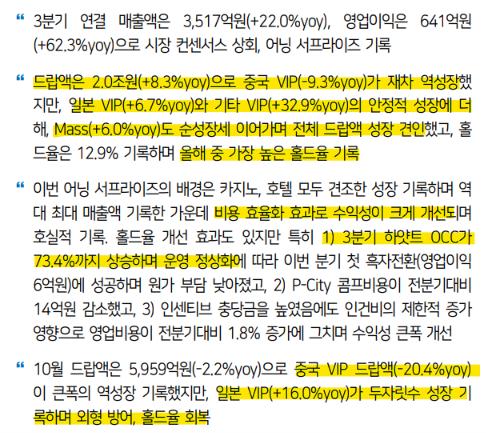 “ 3분기 연결 매출액은 3,517억원(+22.0%yoy), 영업이익은 641억원
(+62.3%yoy)으로 시장 컨센서스 상회, 어닝 서프라이즈 기록
“ 드랍액은 2.0조원(+8.3%yoy)으로 중국 VIP(-9.3%yoy)가 재차 역성장했
지만, 일본 VIP(+6.7%yoy)와 기타 VIP(+32.9%yoy)의 안정적 성장에 더
해, Mass(+6.0%yoy)도 순성장세 이어가며 전체 드랍액 성장 견인했고, 홀
드율은 12.9% 기록하며 올해 중 가장 높은 홀드율 기록
“ 이번 어닝 서프라이즈의 배경은 카지노, 호텔 모두 견조한 성장 기록하며 역
대 최대 매출액 기록한 가운데 비용 효율화 효과로 수익성이 크게 개선되며
호실적 기록. 홀드율 개선 효과도 있지만 특히 1) 3분기 하얏트 OCC가
73.4%까지 상승하며 운영 정상화에 따라 이번 분기 첫 흑자전환(영업이익
6억원)에 성공하며 원가 부담 낮아졌고, 2) P-City 콤프비용이 전분기대비
14억원 감소했고, 3) 인센티브 충당금을 높였음에도 인건비의 제한적 증가
영향으로 영업비용이 전분기대비 1.8% 증가에 그치며 수익성 큰폭 개선
“ 10월 드랍액은 5,959억원(-2.2%yoy)으로 중국 VIP 드랍액(-20.4%yoy)
이 큰폭의 역성장 기록했지만, 일본 VIP(+16.0%yoy)가 두자릿수 성장 기
록하며 외형 방어, 홀드율 회복